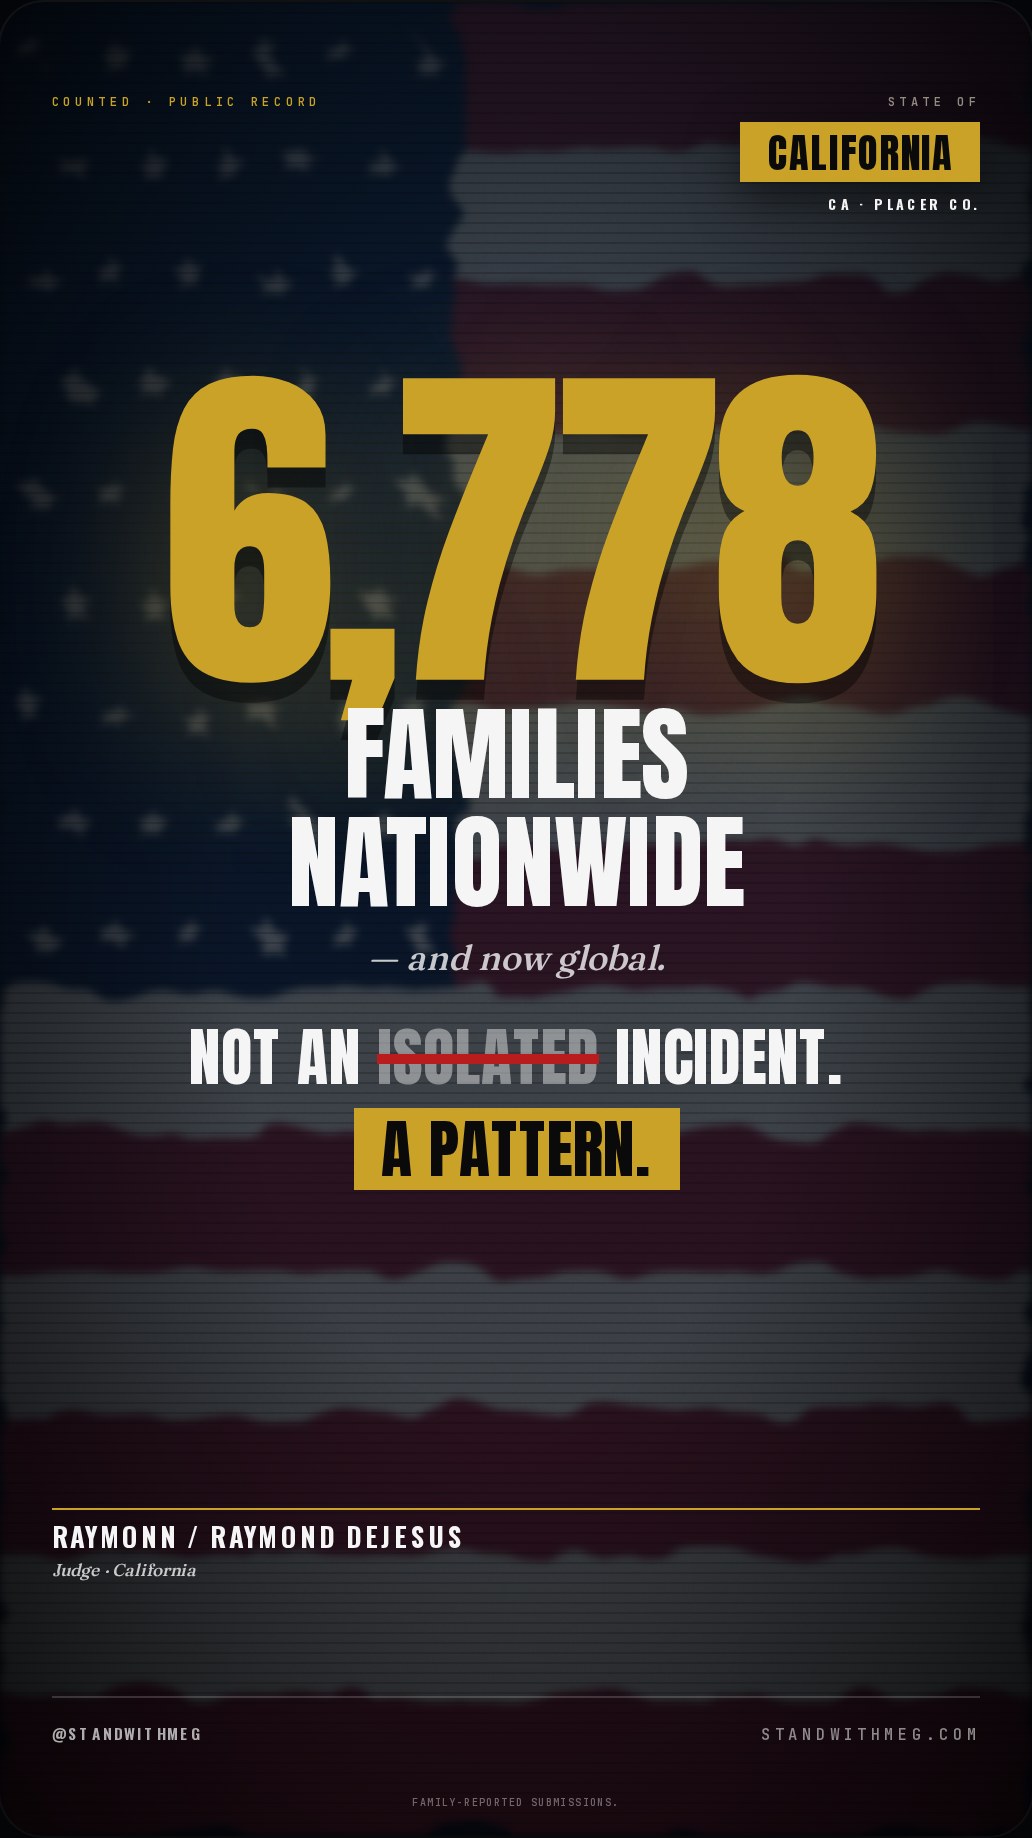 COUNTED · PUBLIC RECORD
STATE OF
CALIFORNIA
CA · PLACER CO.
6,778
FAMILIES
NATIONWIDE
— and now global.
NOT AN ISOLATED INCIDENT.
A PATTERN.
RAYMONN / RAYMOND DEJESUS
Judge · California
@STANDWITHMEG
STANDWITHMEG.COM
FAMILY-REPORTED SUBMISSIONS.